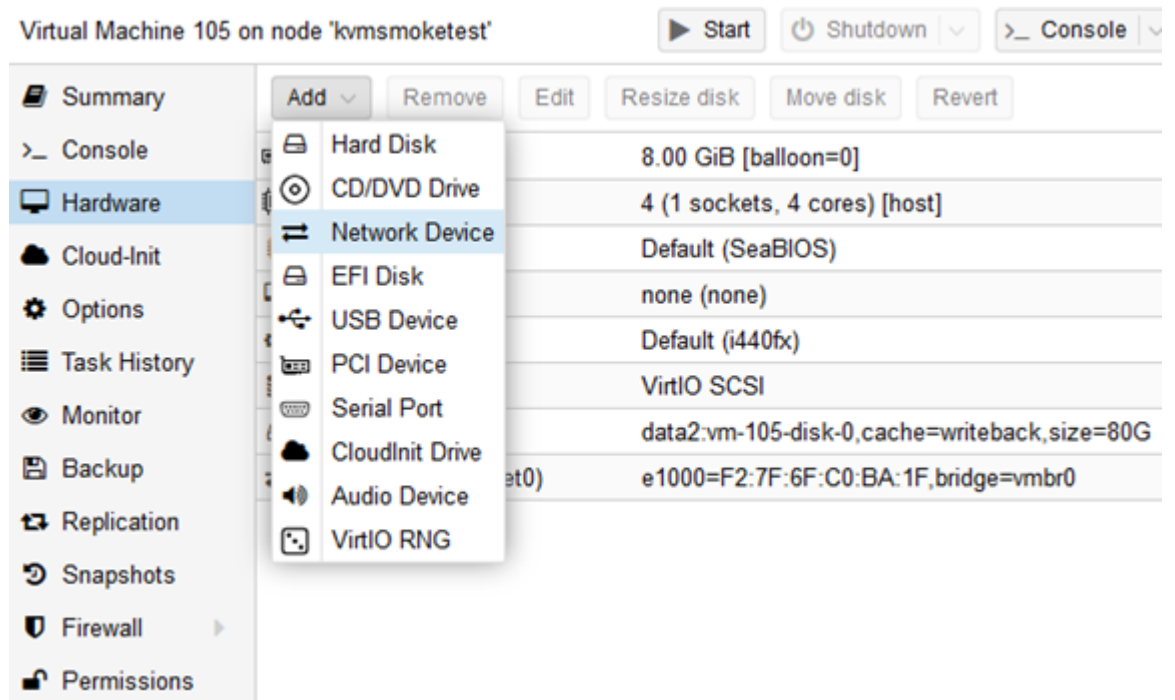 Virtual Machine 105 on node 'kvmsmoketest'
Start
Shutdown
Console
Summary
Console
Hardware
Cloud-Init
Options
Task History
Monitor
Backup
Replication
Snapshots
Firewall
Permissions
Add
Remove
Edit
Resize disk
Move disk
Revert
Hard Disk
CD/DVD Drive
Network Device
EFI Disk
USB Device
PCI Device
Serial Port
CloudInit Drive
Audio Device
VirtIO RNG
8.00 GiB [balloon=0]
4 (1 sockets, 4 cores) [host]
Default (SeaBIOS)
none (none)
Default (i440fx)
VirtIO SCSI
data2:vm-105-disk-0,cache=writeback,size=80G
et0) e1000=F2:7F:6F:C0:BA:1F,bridge=vmbr0